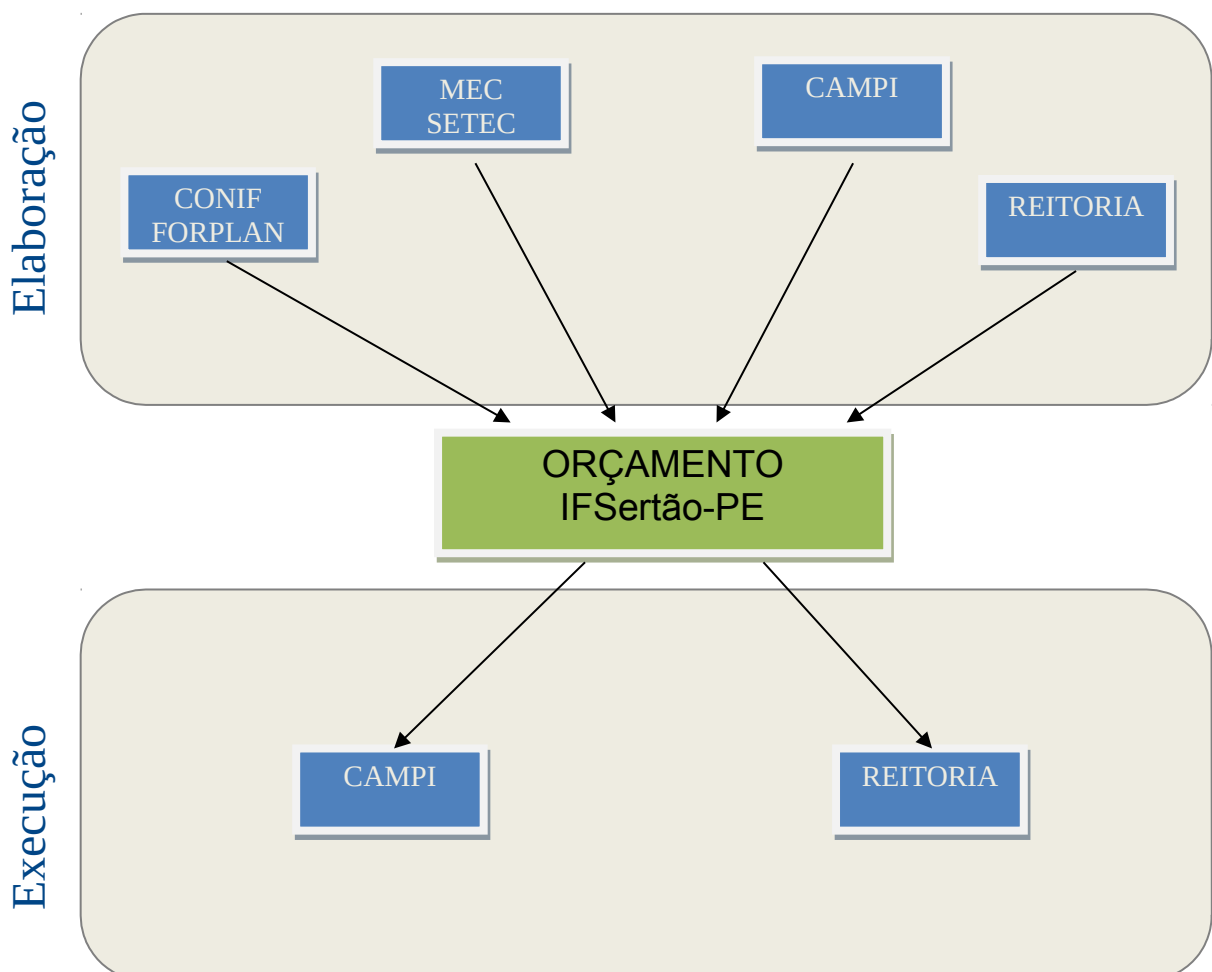 Elaboração
MEC
SETEC
CAMPI
CONIF
FORPLAN
REITORIA
ORÇAMENTO
IFSertão-PE
Execução
CAMPI
REITORIA